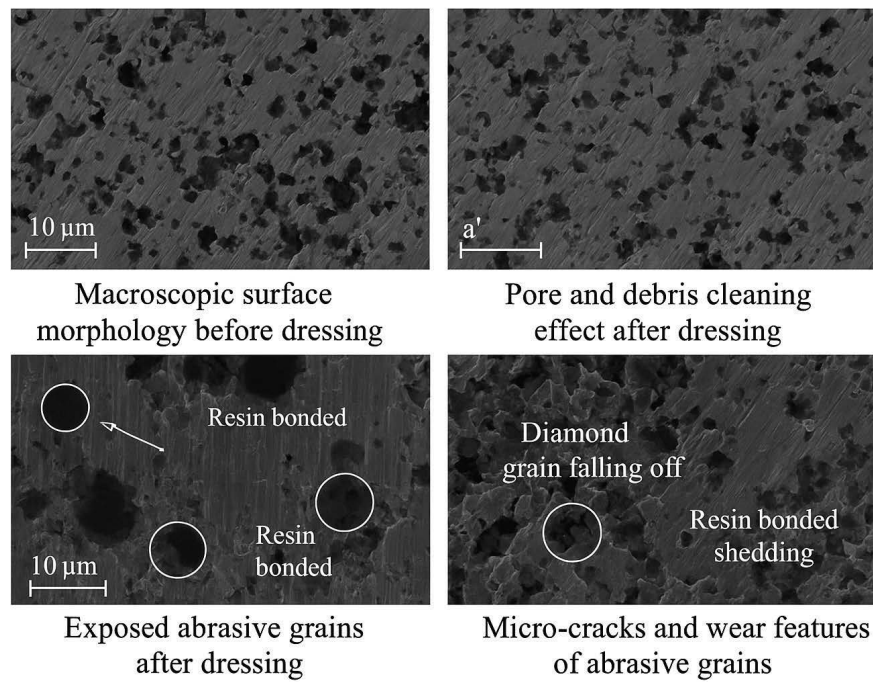 10 µm
a'
Macroscopic surface
morphology before dressing
Pore and debris cleaning
effect after dressing
Resin bonded
Resin
bonded
10 µm
Diamond
grain falling off
Resin bonded
shedding
Exposed abrasive grains
after dressing
Micro-cracks and wear features
of abrasive grains